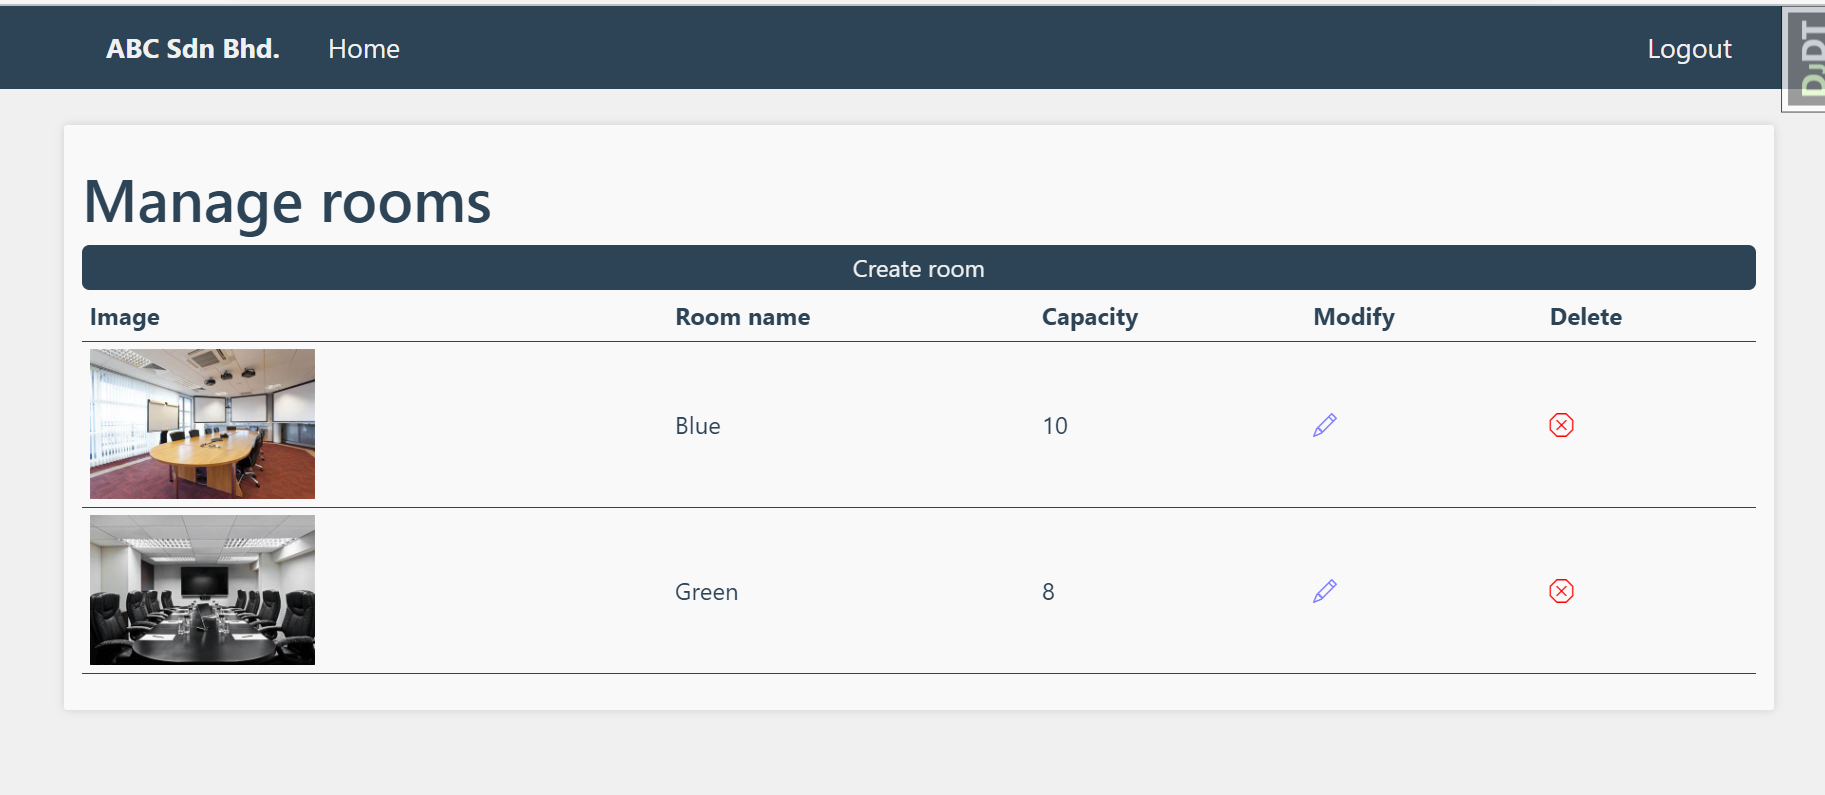 ABC Sdn Bhd. Home Logout
DJDT
Manage rooms
Create room
Image Room name Capacity Modify Delete
Blue 10
Green 8